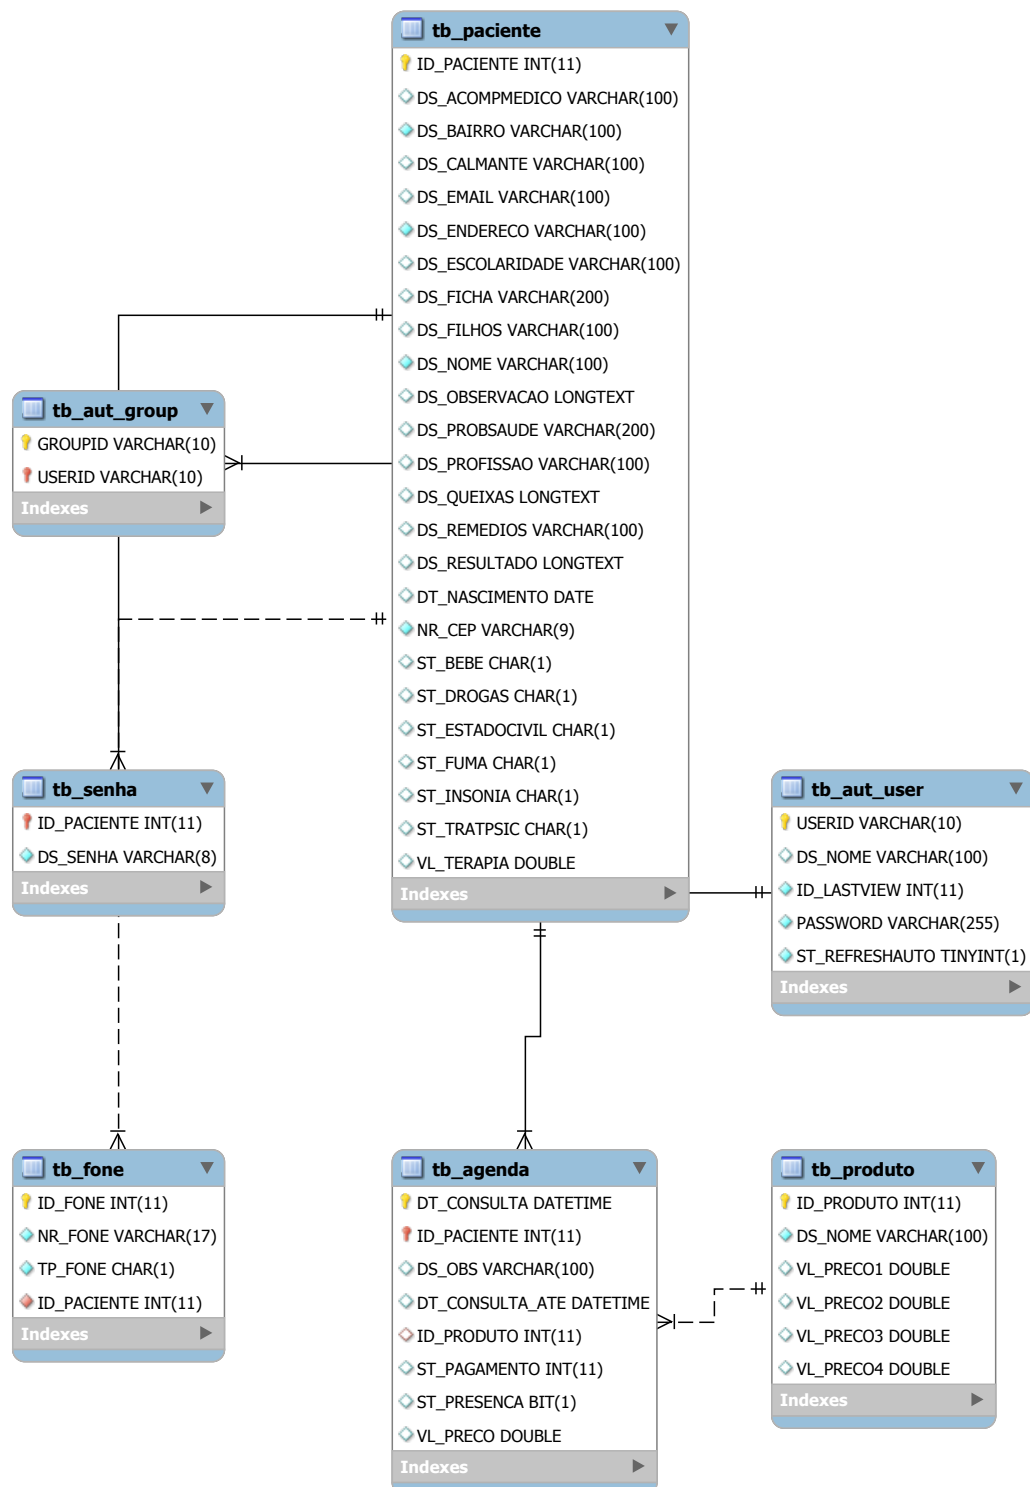 tb_paciente
ID_PACIENTE INT(11)
DS_ACOMPMEDICO VARCHAR(100)
DS_BAIRRO VARCHAR(100)
DS_CALMANTE VARCHAR(100)
DS_EMAIL VARCHAR(100)
DS_ENDERECO VARCHAR(100)
DS_ESCOLARIDADE VARCHAR(100)
DS_FICHA VARCHAR(200)
DS_FILHOS VARCHAR(100)
DS_NOME VARCHAR(100)
DS_OBSERVACAO LONGTEXT
DS_PROBSAUDE VARCHAR(200)
DS_PROFISSAO VARCHAR(100)
DS_QUEIXAS LONGTEXT
DS_REMEDIOS VARCHAR(100)
DS_RESULTADO LONGTEXT
DT_NASCIMENTO DATE
NR_CEP VARCHAR(9)
ST_BEBE CHAR(1)
ST_DROGAS CHAR(1)
ST_ESTADOCIVIL CHAR(1)
ST_FUMA CHAR(1)
ST_INSONIA CHAR(1)
ST_TRATPSIC CHAR(1)
VL_TERAPIA DOUBLE
Indexes
tb_aut_group
GROUPID VARCHAR(10)
USERID VARCHAR(10)
Indexes
tb_senha
ID_PACIENTE INT(11)
DS_SENHA VARCHAR(8)
Indexes
tb_aut_user
USERID VARCHAR(10)
DS_NOME VARCHAR(100)
ID_LASTVIEW INT(11)
PASSWORD VARCHAR(255)
ST_REFRESHAUTO TINYINT(1)
Indexes
tb_fone
ID_FONE INT(11)
NR_FONE VARCHAR(17)
TP_FONE CHAR(1)
ID_PACIENTE INT(11)
Indexes
tb_agenda
DT_CONSULTA DATETIME
ID_PACIENTE INT(11)
DS_OBS VARCHAR(100)
DT_CONSULTA_ATE DATETIME
ID_PRODUTO INT(11)
ST_PAGAMENTO INT(11)
ST_PRESENCA BIT(1)
VL_PRECO DOUBLE
Indexes
tb_produto
ID_PRODUTO INT(11)
DS_NOME VARCHAR(100)
VL_PRECO1 DOUBLE
VL_PRECO2 DOUBLE
VL_PRECO3 DOUBLE
VL_PRECO4 DOUBLE
Indexes